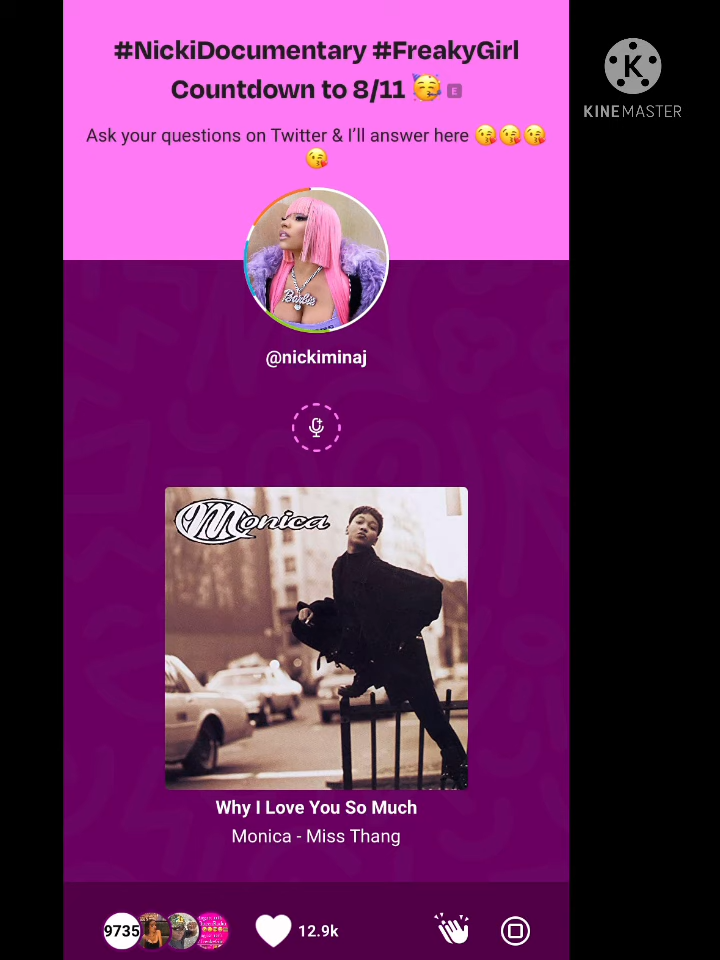 #NickiDocumentary #FreakyGirl
Countdown to 8/11 🥳 E
Ask your questions on Twitter & I'll answer here 😘😘😘
😘
K
KINEMASTER
Barbie
@nickiminaj
Monica
Why I Love You So Much
Monica - Miss Thang
9735
12.9k